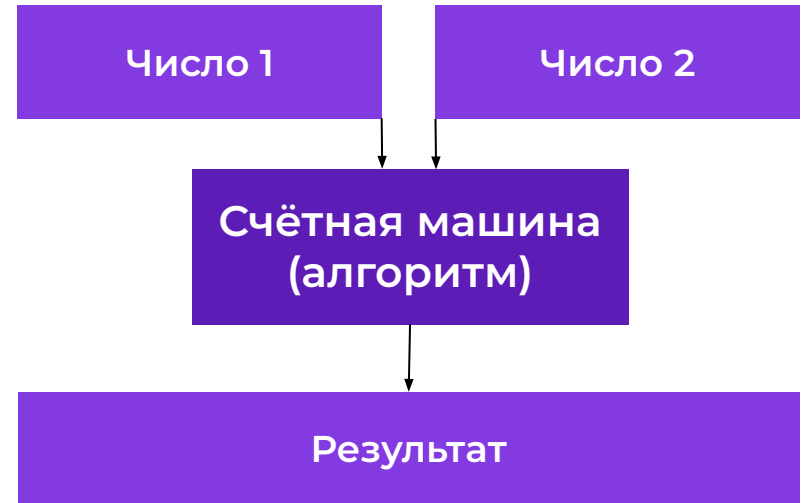 Число 1
Число 2
Счётная машина
(алгоритм)
Результат